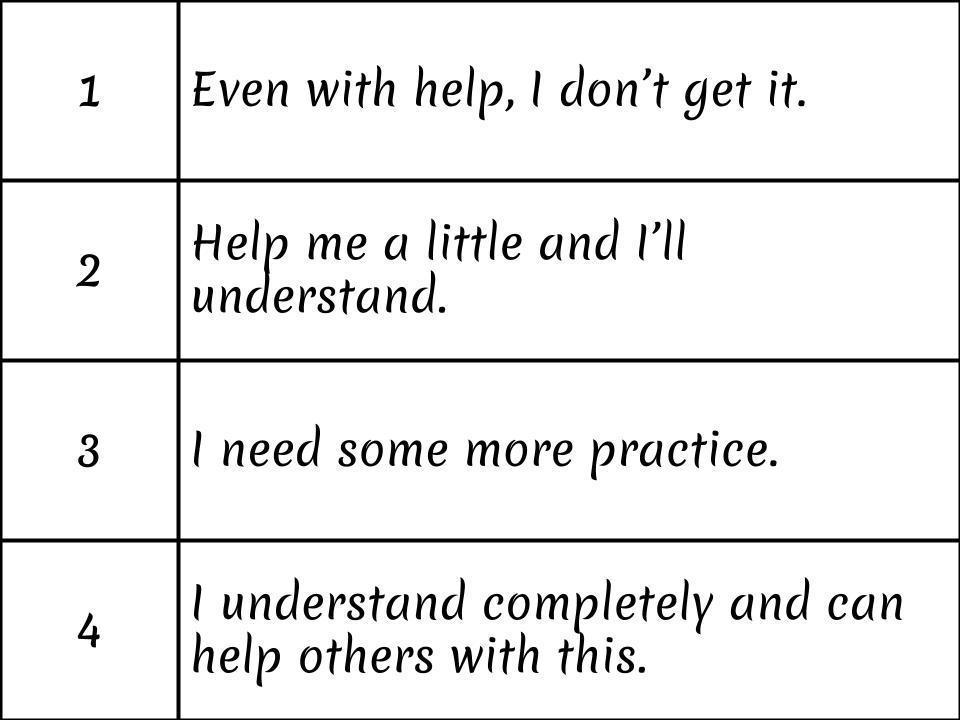 1
Even with help, I don’t get it.
2
Help me a little and I’ll
understand.
3
I need some more practice.
4
I understand completely and can
help others with this.